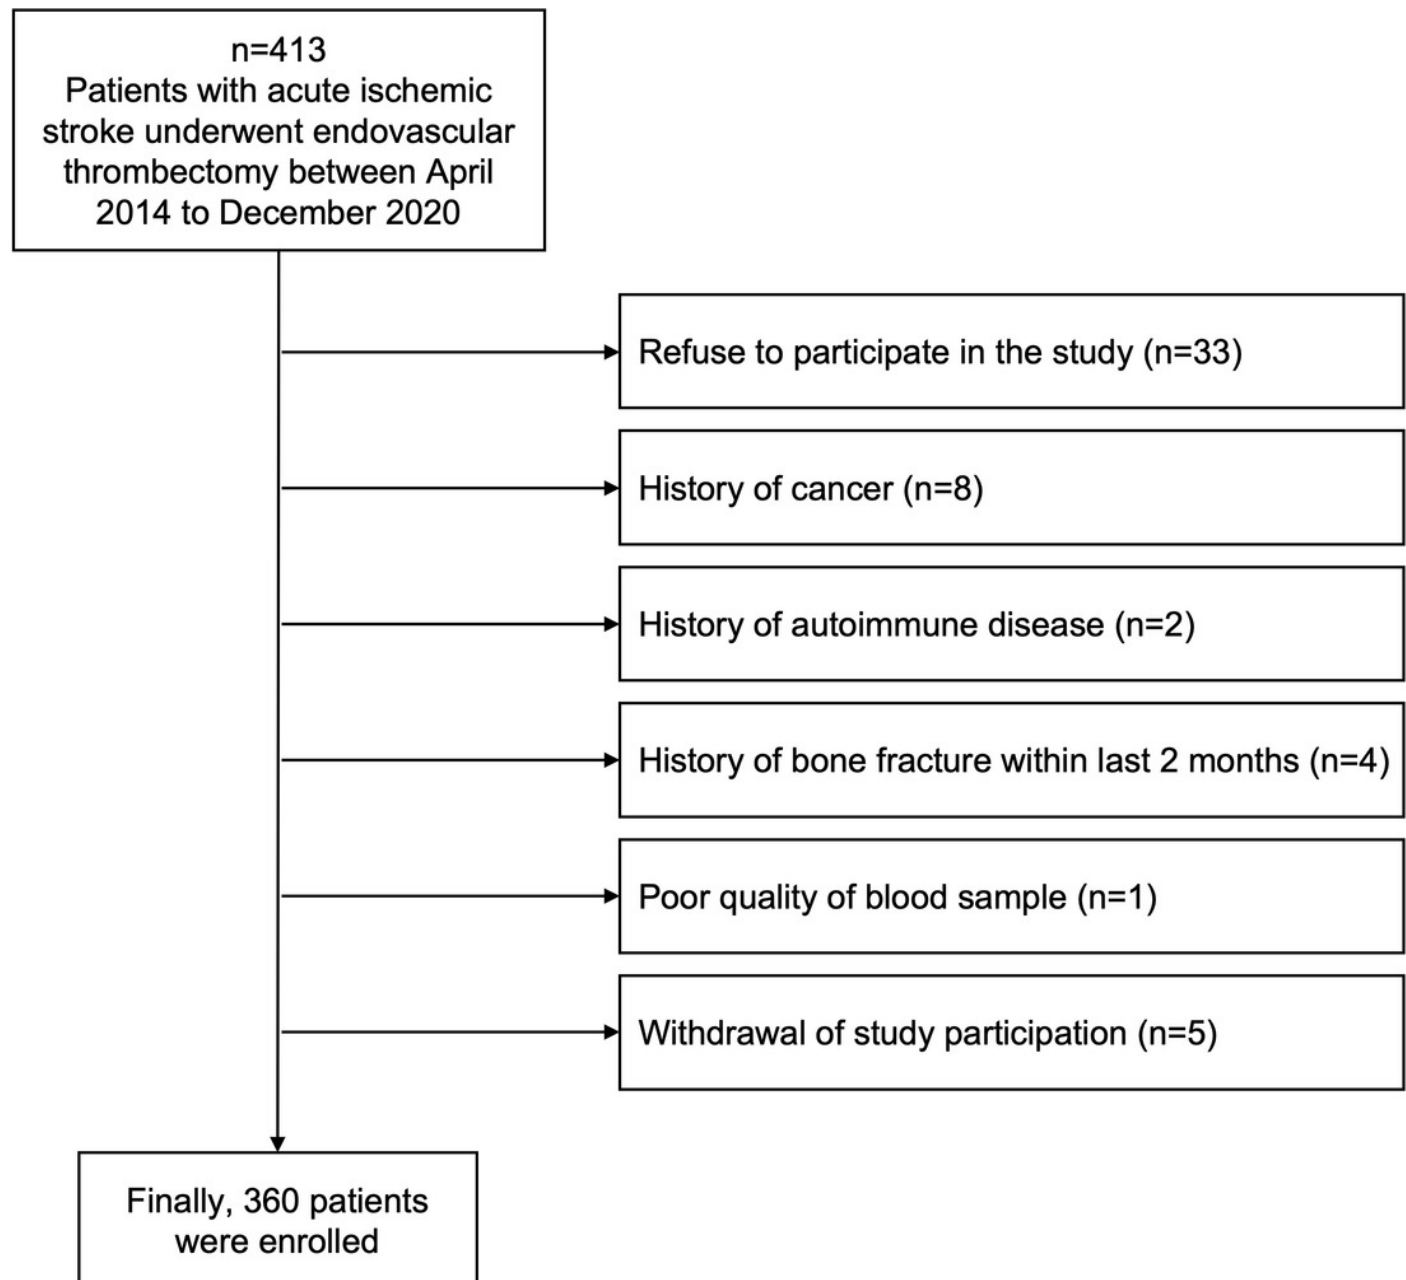 n=413
Patients with acute ischemic
stroke underwent endovascular
thrombectomy between April
2014 to December 2020
Refuse to participate in the study (n=33)
History of cancer (n=8)
History of autoimmune disease (n=2)
History of bone fracture within last 2 months (n=4)
Poor quality of blood sample (n=1)
Withdrawal of study participation (n=5)
Finally, 360 patients
were enrolled